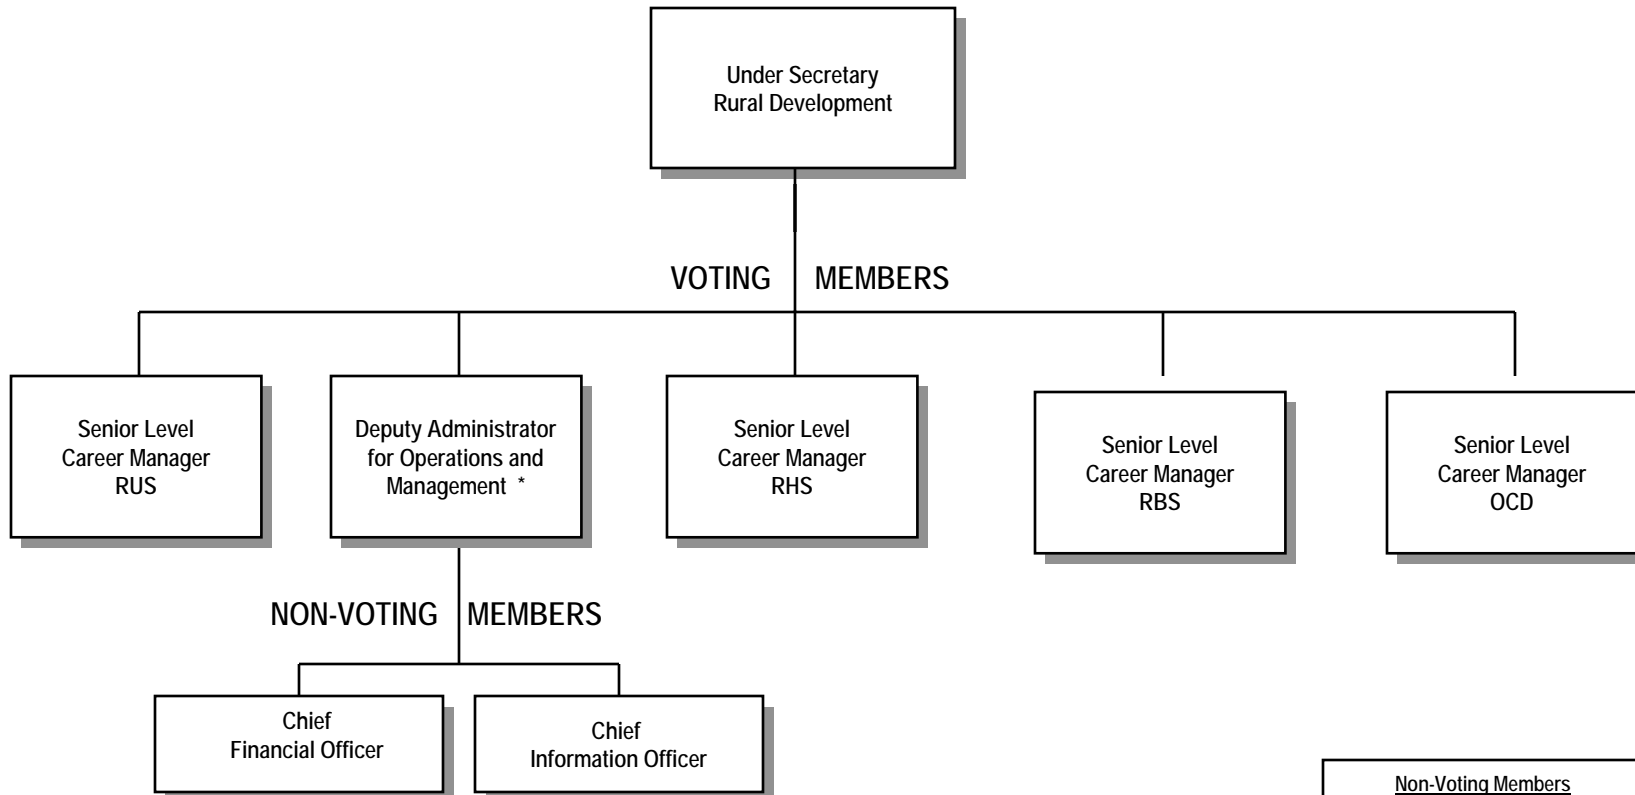 Under Secretary
Rural Development
VOTING MEMBERS
Senior Level
Career Manager
RUS
Deputy Administrator
for Operations and
Management *
Senior Level
Career Manager
RHS
Senior Level
Career Manager
RBS
Senior Level
Career Manager
OCD
NON-VOTING MEMBERS
Chief
Financial Officer
Chief
Information Officer
Non-Voting Members